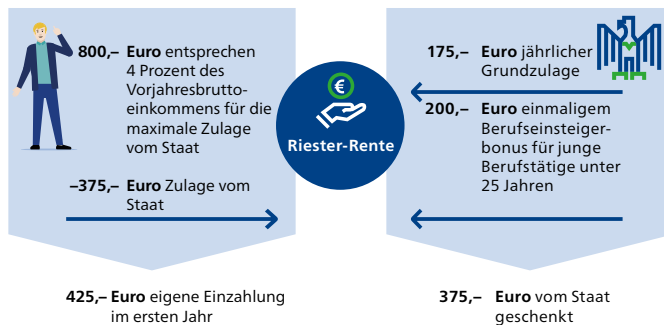 800,– Euro entsprechen
4 Prozent des
Vorjahresbrutto-
einkommens für die
maximale Zulage
vom Staat
–375,– Euro Zulage vom
Staat
425,– Euro eigene Einzahlung
im ersten Jahr
€
Riester-Rente
175,– Euro jährlicher
Grundzulage
200,– Euro einmaligem
Berufseinsteiger-
bonus für junge
Berufstätige unter
25 Jahren
375,– Euro vom Staat
geschenkt